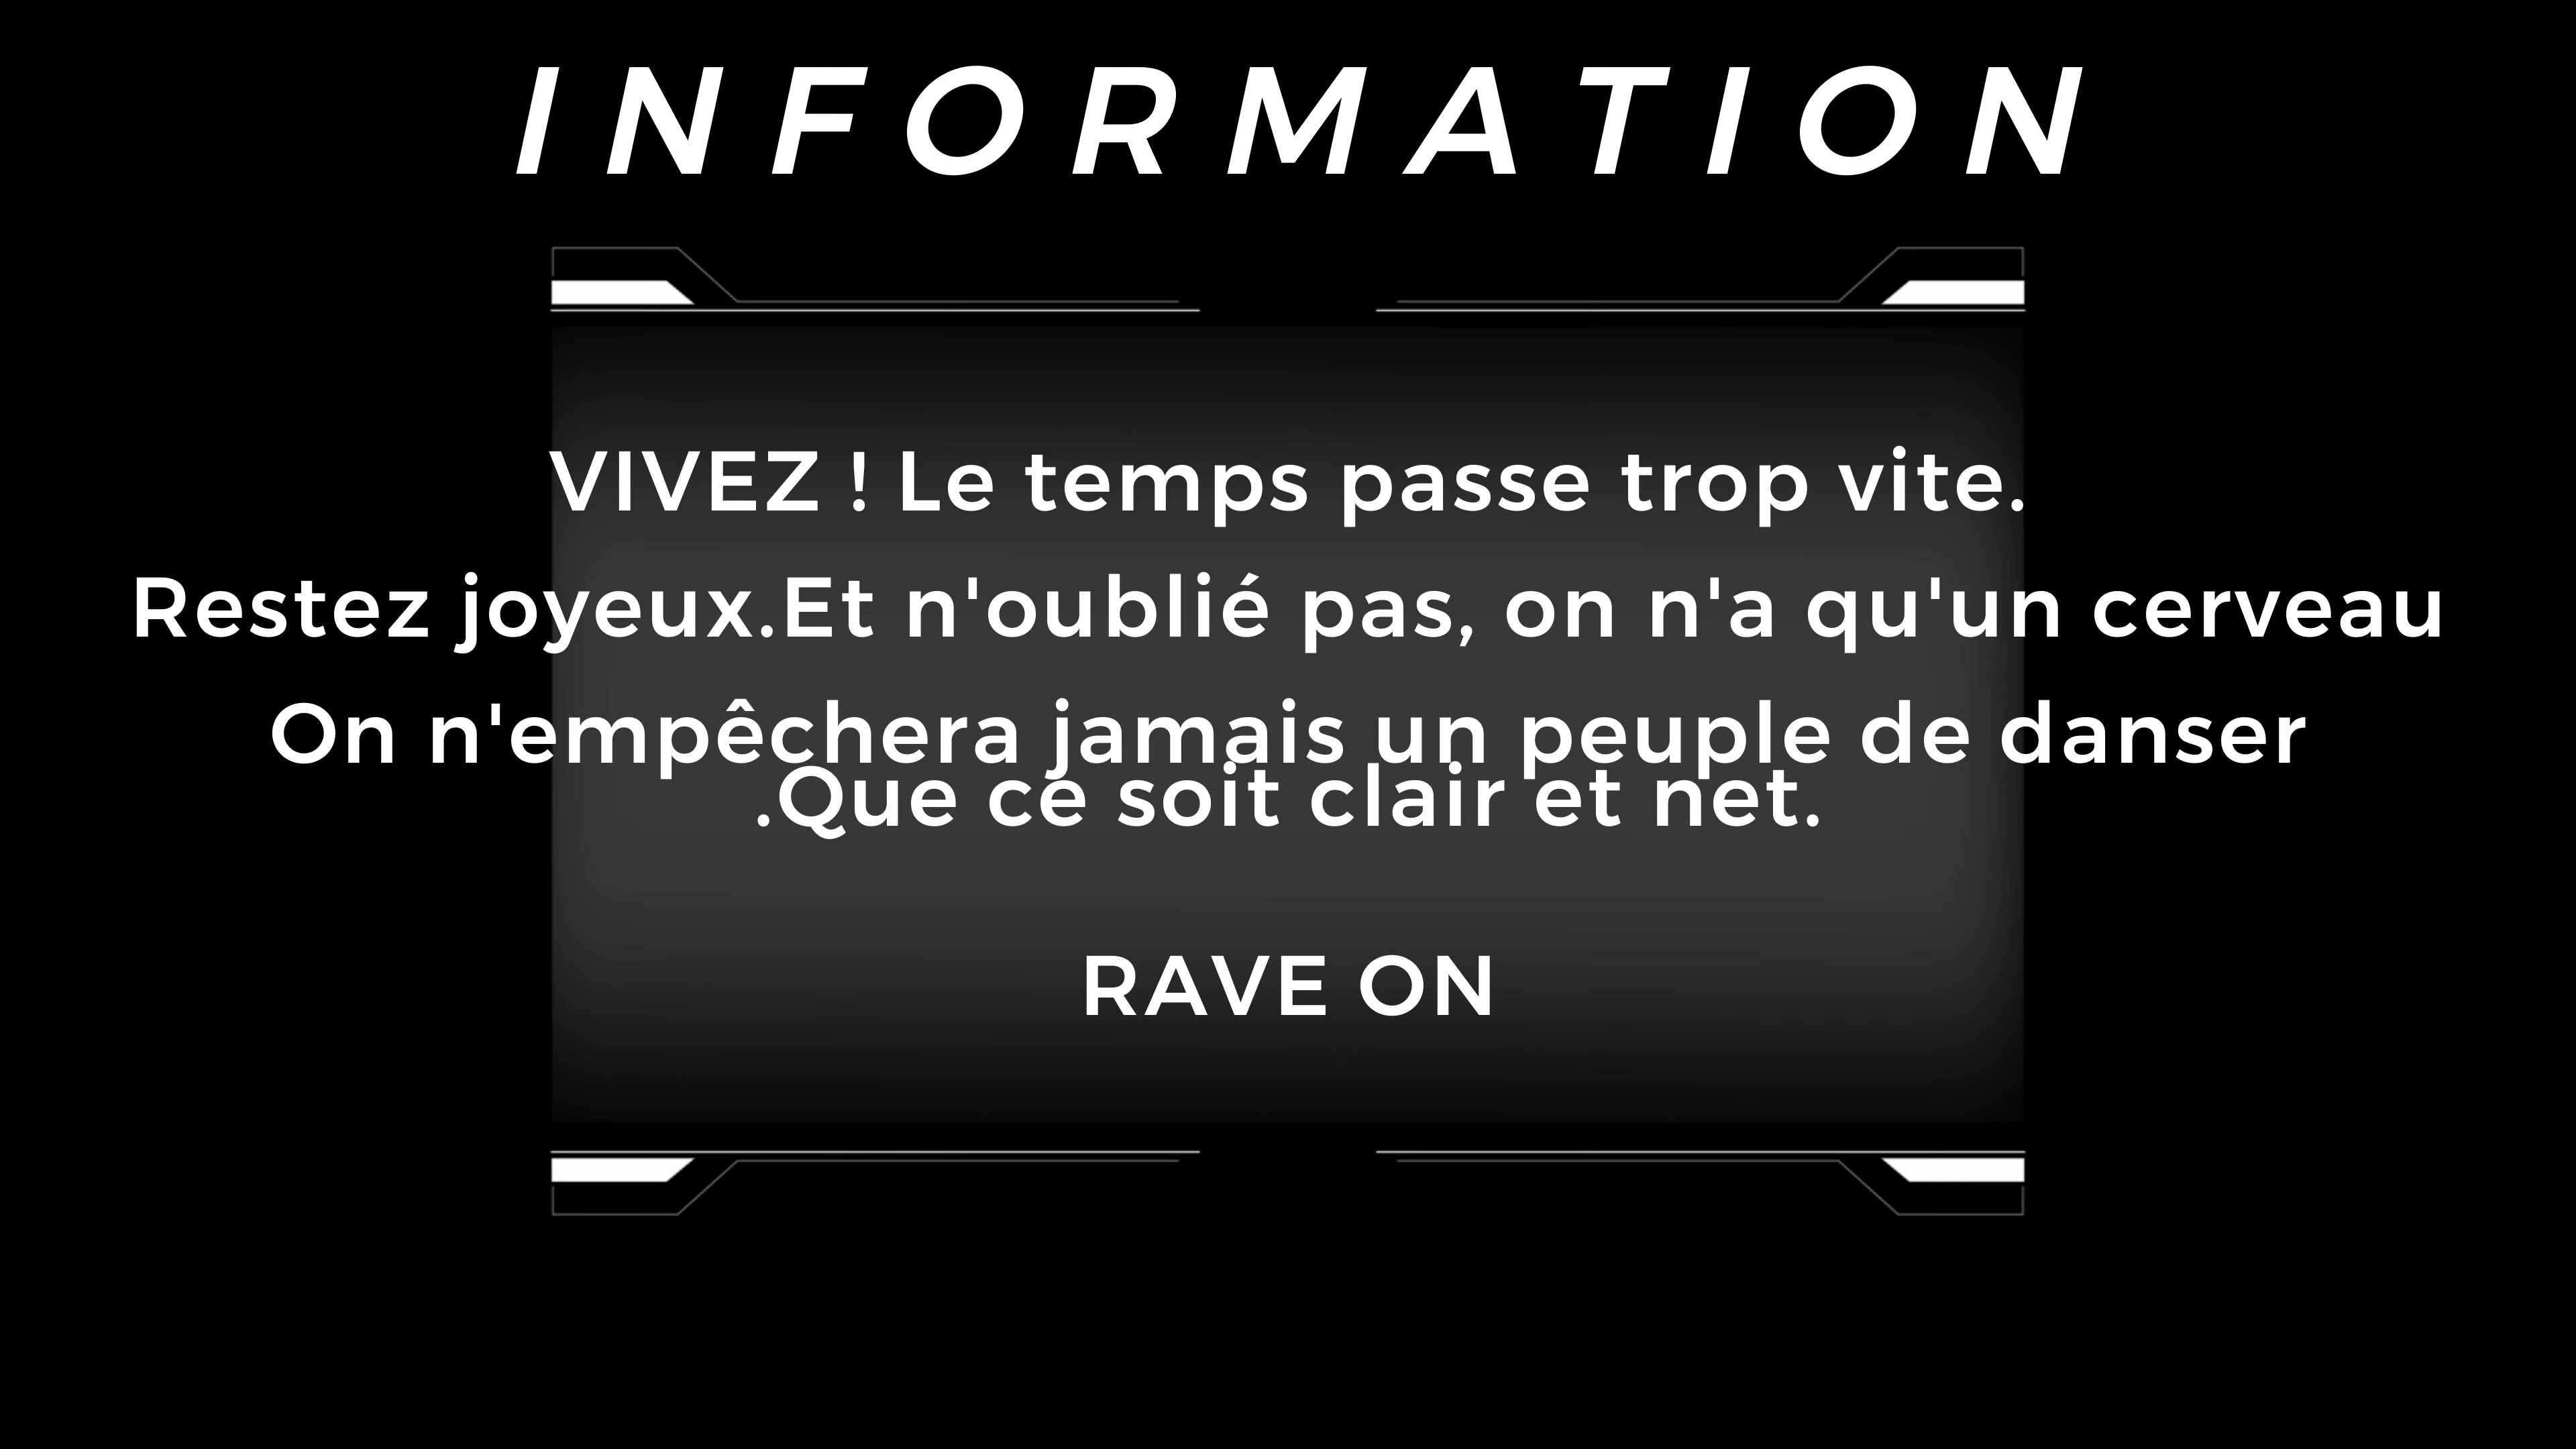 INFORMATION
VIVEZ ! Le temps passe trop vite.
Restez joyeux.Et n'oublié pas, on n'a qu'un cerveau
On n'empêchera jamais un peuple de danser
.Que ce soit clair et net.
RAVE ON